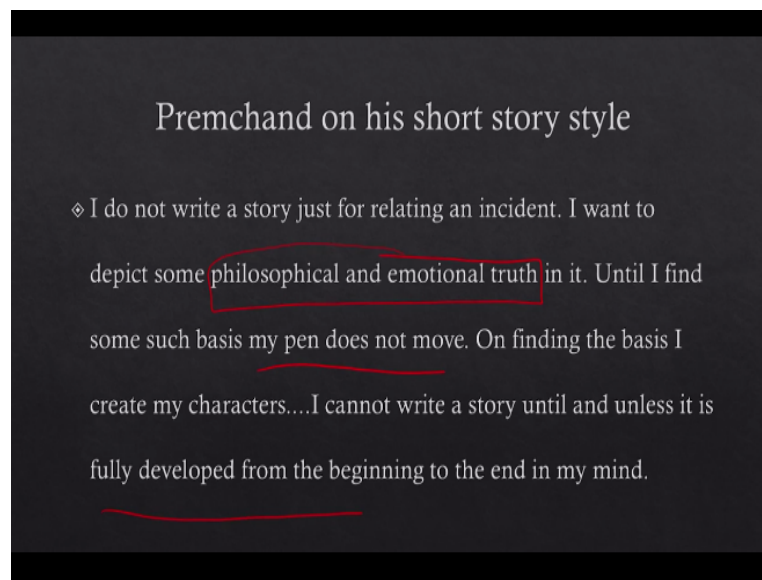 Premchand on his short story style
I do not write a story just for relating an incident. I want to
depict some philosophical and emotional truth in it. Until I find
some such basis my pen does not move. On finding the basis I
create my characters....I cannot write a story until and unless it is
fully developed from the beginning to the end in my mind.